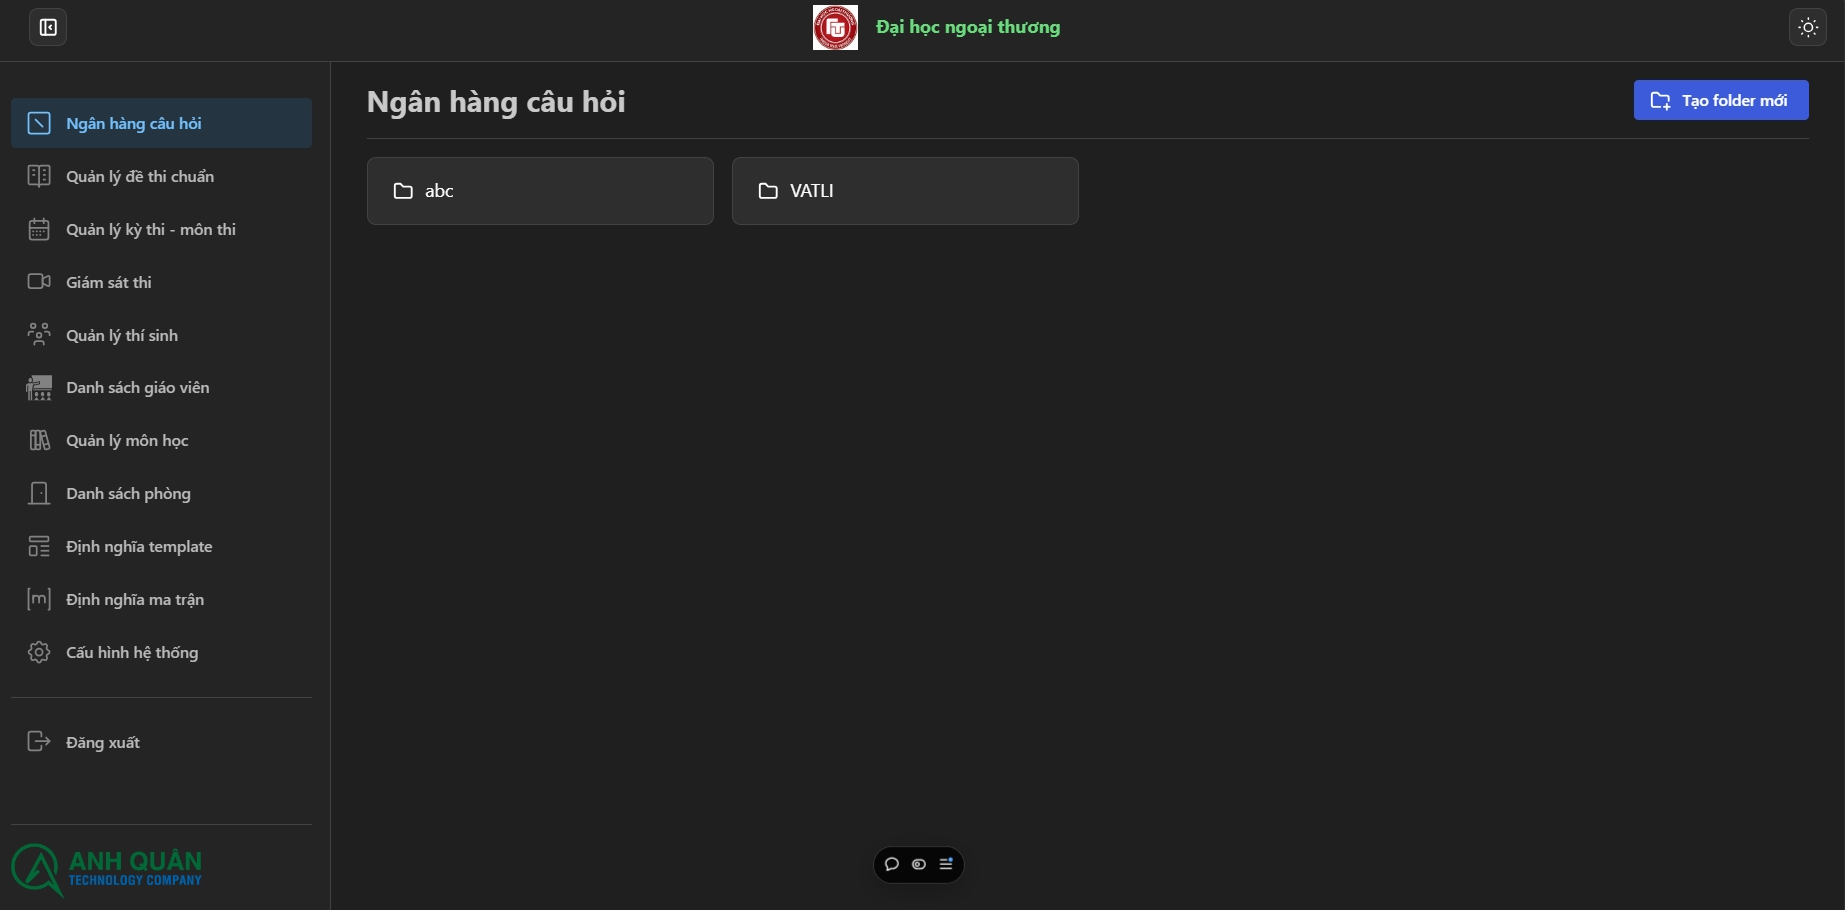 Đại học ngoại thương
Ngân hàng câu hỏi
Quản lý đề thi chuẩn
Quản lý kỳ thi - môn thi
Giám sát thi
Quản lý thí sinh
Danh sách giáo viên
Quản lý môn học
Danh sách phòng
Định nghĩa template
Định nghĩa ma trận
Cấu hình hệ thống
Đăng xuất
ANH QUÂN
TECHNOLOGY COMPANY
Ngân hàng câu hỏi
Tạo folder mới
abc
VATLI